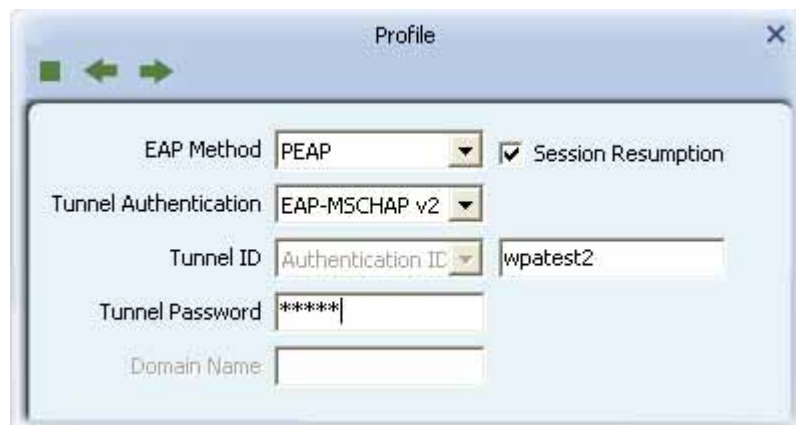 Profile
EAP Method PEAP Session Resumption
Tunnel Authentication EAP-MSCHAP v2
Tunnel ID Authentication ID wpatest2
Tunnel Password *****
Domain Name